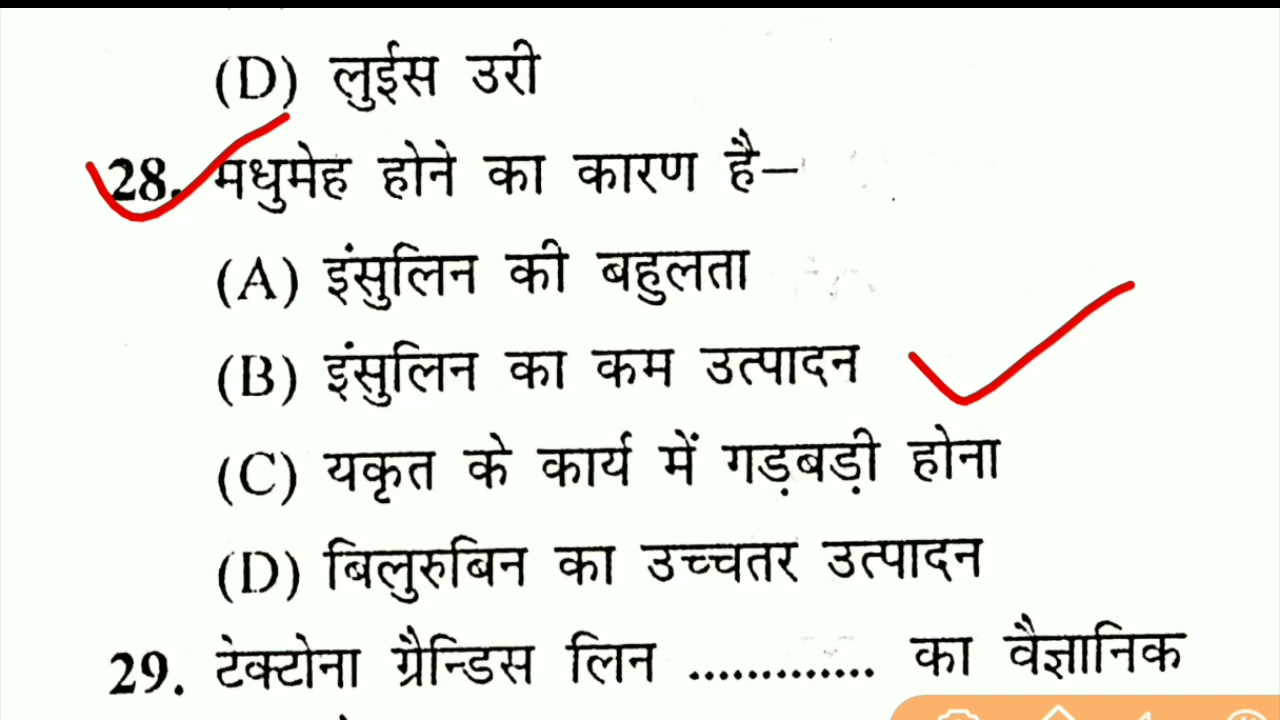 (D) लुईस उरी
28. मधुमेह होने का कारण है–
(A) इंसुलिन की बहुलता
(B) इंसुलिन का कम उत्पादन
(C) यकृत के कार्य में गड़बड़ी होना
(D) बिलुरुबिन का उच्चतर उत्पादन
29. टेक्टोना ग्रैन्डिस लिन ............. का वैज्ञानिक